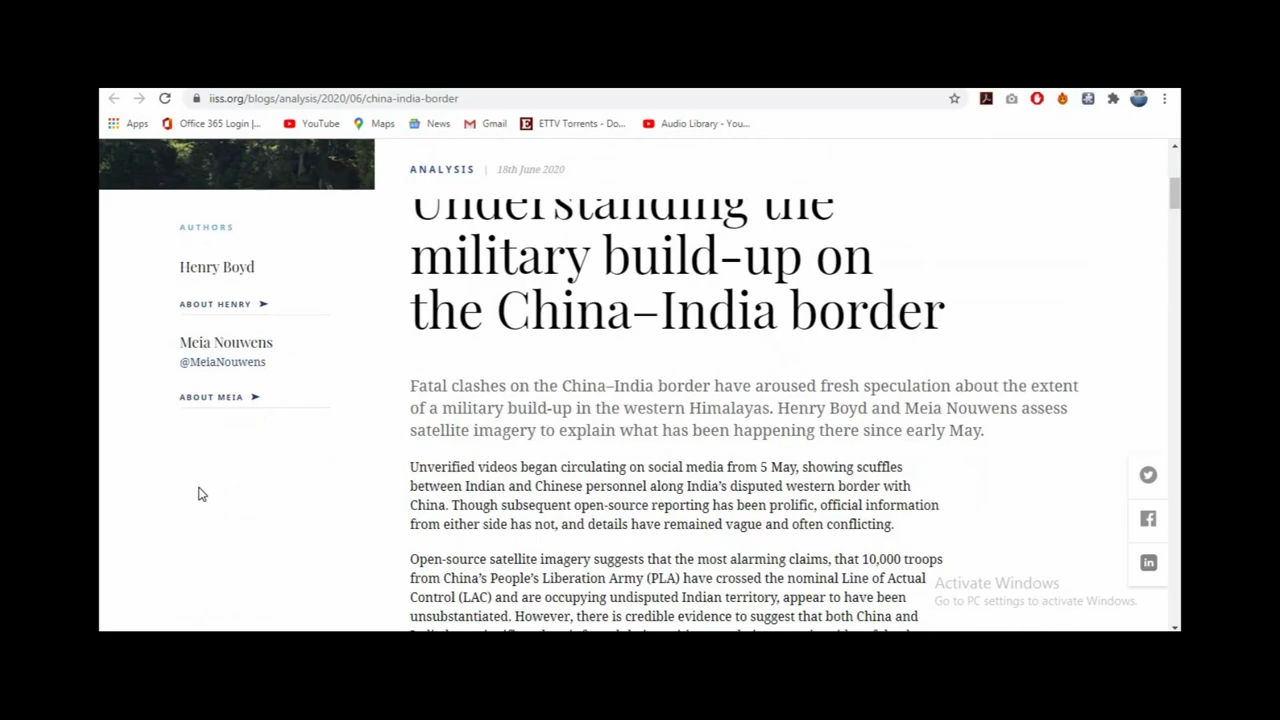 iiss.org/blogs/analysis/2020/06/china-india-border
Apps Office 365 Login |... YouTube Maps News Gmail ETTV Torrents - Do... Audio Library - You...
ANALYSIS | 18th June 2020
Understanding the
military build-up on
the China–India border
AUTHORS
Henry Boyd
ABOUT HENRY
Meia Nouwens
@MeiaNouwens
ABOUT MEIA
Fatal clashes on the China–India border have aroused fresh speculation about the extent
of a military build-up in the western Himalayas. Henry Boyd and Meia Nouwens assess
satellite imagery to explain what has been happening there since early May.
Unverified videos began circulating on social media from 5 May, showing scuffles
between Indian and Chinese personnel along India’s disputed western border with
China. Though subsequent open-source reporting has been prolific, official information
from either side has not, and details have remained vague and often conflicting.
Open-source satellite imagery suggests that the most alarming claims, that 10,000 troops
from China’s People’s Liberation Army (PLA) have crossed the nominal Line of Actual
Control (LAC) and are occupying undisputed Indian territory, appear to have been
unsubstantiated. However, there is credible evidence to suggest that both China and
Activate Windows
Go to PC settings to activate Windows.